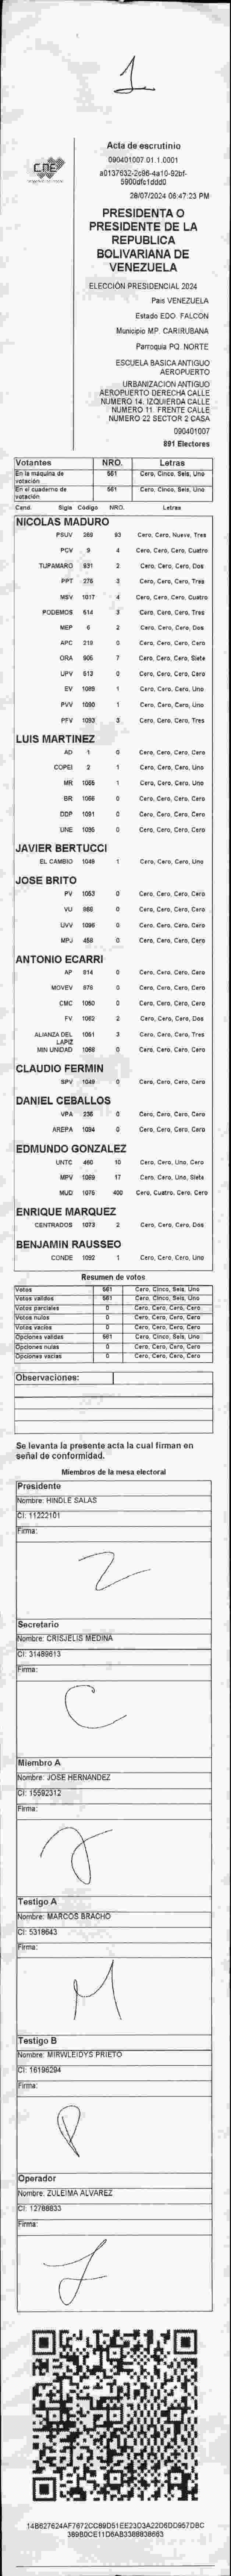 1
CNE
Acta de escrutinio
090401007.01.1.0001
a0137632-2c96-4a10-92bf-
5900dfc1ddd0
28/07/2024 06:47:23 PM
PRESIDENTA O
PRESIDENTE DE LA
REPUBLICA
BOLIVARIANA DE
VENEZUELA
ELECCIÓN PRESIDENCIAL 2024
Pais VENEZUELA
Estado EDO. FALCÓN
Municipio MP. CARIRUBANA
Parroquia PQ. NORTE
ESCUELA BASICA ANTIGUO
AEROPUERTO
URBANIZACION ANTIGUO
AEROPUERTO DERECHA CALLE
NUMERO 14. IZQUIERDA CALLE
NUMERO 11. FRENTE CALLE
NUMERO 22 SECTOR 2 CASA
090401007
891 Electores
Votantes NRO. Letras
En la máquina de votación 561 Cero, Cinco, Seis, Uno
En el cuaderno de votación 561 Cero, Cinco, Seis, Uno
Cand. Sigla Código NRO. Letras
NICOLAS MADURO
PSUV 269 93 Cero, Cero, Nueve, Tres
PCV 9 4 Cero, Cero, Cero, Cuatro
TUPAMARO 931 2 Cero, Cero, Cero, Dos
PPT 276 3 Cero, Cero, Cero, Tres
MSV 1017 4 Cero, Cero, Cero, Cuatro
PODEMOS 514 3 Cero, Cero, Cero, Tres
MEP 6 2 Cero, Cero, Cero, Dos
APC 219 0 Cero, Cero, Cero, Cero
ORA 906 7 Cero, Cero, Cero, Siete
UPV 513 0 Cero, Cero, Cero, Cero
EV 1089 1 Cero, Cero, Cero, Uno
PVV 1090 1 Cero, Cero, Cero, Uno
PFV 1093 3 Cero, Cero, Cero, Tres
LUIS MARTINEZ
AD 1 0 Cero, Cero, Cero, Cero
COPEI 2 1 Cero, Cero, Cero, Uno
MR 1065 1 Cero, Cero, Cero, Uno
BR 1066 0 Cero, Cero, Cero, Cero
DDP 1091 0 Cero, Cero, Cero, Cero
UNE 1095 0 Cero, Cero, Cero, Cero
JAVIER BERTUCCI
EL CAMBIO 1048 1 Cero, Cero, Cero, Uno
JOSE BRITO
PV 1053 0 Cero, Cero, Cero, Cero
VU 988 0 Cero, Cero, Cero, Cero
UVV 1096 0 Cero, Cero, Cero, Cero
MPJ 458 0 Cero, Cero, Cero, Cero
ANTONIO ECARRI
AP 914 0 Cero, Cero, Cero, Cero
MOVEV 876 0 Cero, Cero, Cero, Cero
CMC 1050 0 Cero, Cero, Cero, Cero
FV 1062 2 Cero, Cero, Cero, Dos
ALIANZA DEL LAPIZ 1051 3 Cero, Cero, Cero, Tres
MIN UNIDAD 1068 0 Cero, Cero, Cero, Cero
CLAUDIO FERMIN
SPV 1049 0 Cero, Cero, Cero, Cero
DANIEL CEBALLOS
VPA 236 0 Cero, Cero, Cero, Cero
AREPA 1094 0 Cero, Cero, Cero, Cero
EDMUNDO GONZALEZ
UNTC 460 10 Cero, Cero, Uno, Cero
MPV 1069 17 Cero, Cero, Uno, Siete
MUD 1075 400 Cero, Cuatro, Cero, Cero
ENRIQUE MARQUEZ
CENTRADOS 1073 2 Cero, Cero, Cero, Dos
BENJAMIN RAUSSEO
CONDE 1092 1 Cero, Cero, Cero, Uno
Resumen de votos
Votos 561 Cero, Cinco, Seis, Uno
Votos validos 561 Cero, Cinco, Seis, Uno
Votos parciales 0 Cero, Cero, Cero, Cero
Votos nulos 0 Cero, Cero, Cero, Cero
Votos vacios 0 Cero, Cero, Cero, Cero
Opciones validas 561 Cero, Cinco, Seis, Uno
Opciones nulas 0 Cero, Cero, Cero, Cero
Opciones vacias 0 Cero, Cero, Cero, Cero
Observaciones:
Se levanta la presente acta la cual firman en
señal de conformidad.
Miembros de la mesa electoral
Presidente
Nombre: HINDLE SALAS
CI: 11222101
Firma:
Secretario
Nombre: CRISJELIS MEDINA
CI: 31489613
Firma:
Miembro A
Nombre: JOSE HERNANDEZ
CI: 15592312
Firma:
Testigo A
Nombre: MARCOS BRACHO
CI: 5318643
Firma:
Testigo B
Nombre: MIRWLEIDYS PRIETO
CI: 16196294
Firma:
Operador
Nombre: ZULEIMA ALVAREZ
CI: 12788833
Firma:
14B627624AF7672CC89D51EE23D3A22D6DD957DBC
389B0CE11D6AB3388838663